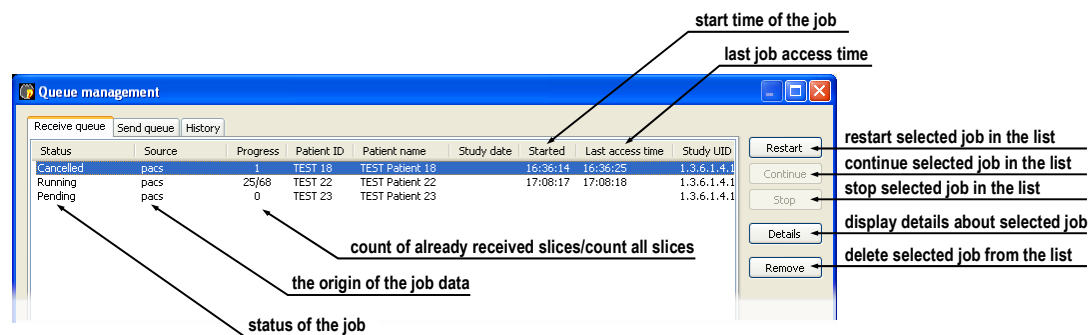 start time of the job
last job access time
Queue management
Receive queue Send queue History
Status Source Progress Patient ID Patient name Study date Started Last access time Study UID
Cancelled pacs 1 TEST 18 TEST Patient 18 16:36:14 16:36:25 1.3.6.1.4.1
Running pacs 25/68 TEST 22 TEST Patient 22 17:08:17 17:08:18 1.3.6.1.4.1
Pending pacs 0 TEST 23 TEST Patient 23 1.3.6.1.4.1
Restart
Continue
Stop
Details
Remove
restart selected job in the list
continue selected job in the list
stop selected job in the list
display details about selected job
delete selected job from the list
count of already received slices/count all slices
the origin of the job data
status of the job